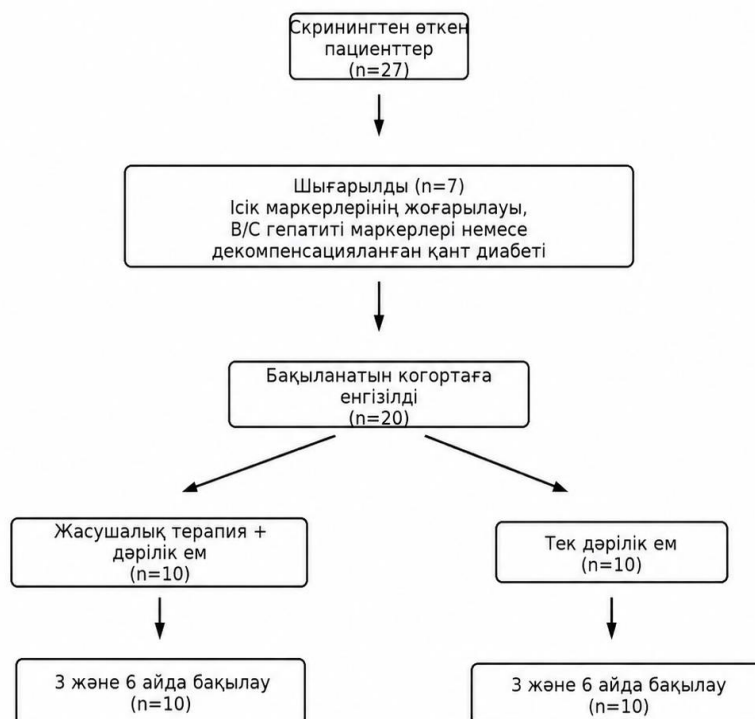 Скринингтен өткен
пациенттер
(n=27)
Шығарылды (n=7)
Ісік маркерлерінің жоғарылауы,
B/C гепатиті маркерлері немесе
декомпенсацияланған қант диабеті
Бақыланатын когортаға
енгізілді
(n=20)
Жасушалық терапия +
дәрілік ем
(n=10)
Тек дәрілік ем
(n=10)
3 және 6 айда бақылау
(n=10)
3 және 6 айда бақылау
(n=10)